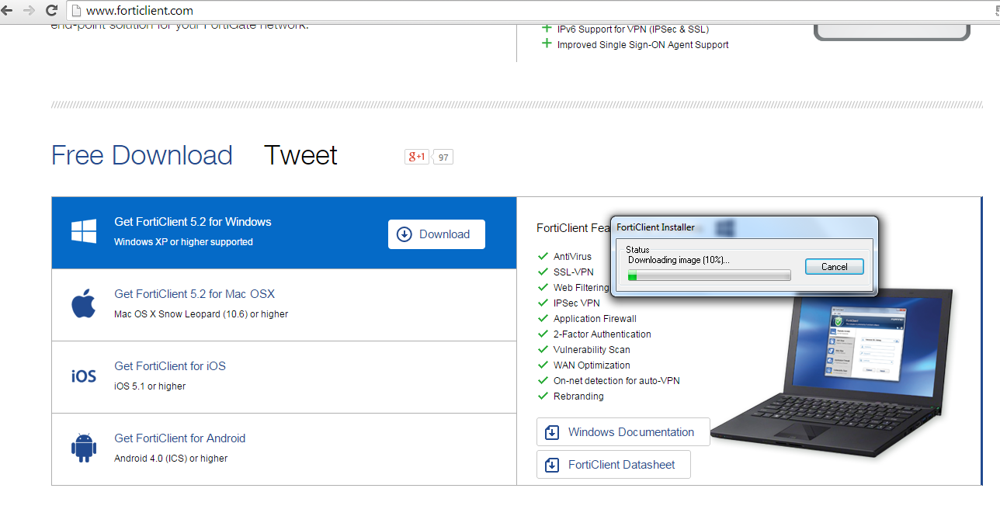 www.forticlient.com
end-point solution for your FortiGate network.
IPv6 Support for VPN (IPSec & SSL)
Improved Single Sign-ON Agent Support
Free Download
Tweet
g+1
97
Get FortiClient 5.2 for Windows
Windows XP or higher supported
Download
Get FortiClient 5.2 for Mac OSX
Mac OS X Snow Leopard (10.6) or higher
iOS
Get FortiClient for iOS
iOS 5.1 or higher
Get FortiClient for Android
Android 4.0 (ICS) or higher
FortiClient
AntiVirus
SSL-VPN
Web Filtering
IPSec VPN
Application Firewall
2-Factor Authentication
Vulnerability Scan
WAN Optimization
On-net detection for auto-VPN
Rebranding
Windows Documentation
FortiClient Datasheet
FortiClient Installer
Status
Downloading image (10%)...
Cancel